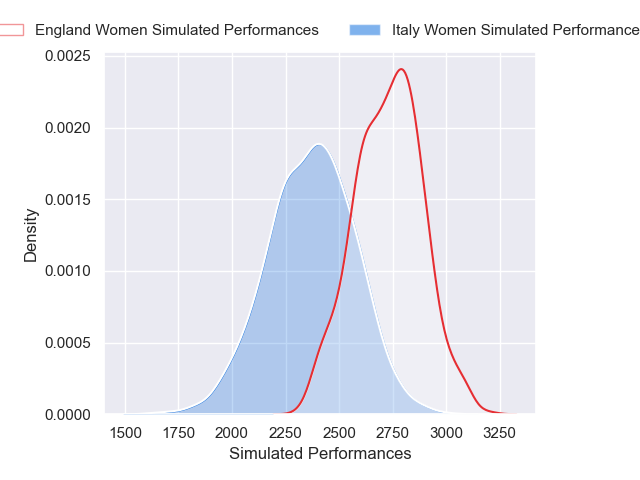 England Women Simulated Performances
Italy Women Simulated Performance
0.0025
0.0020
0.0015
0.0010
0.0005
0.0000
Density
1500 1750 2000 2250 2500 2750 3000 3250
Simulated Performances